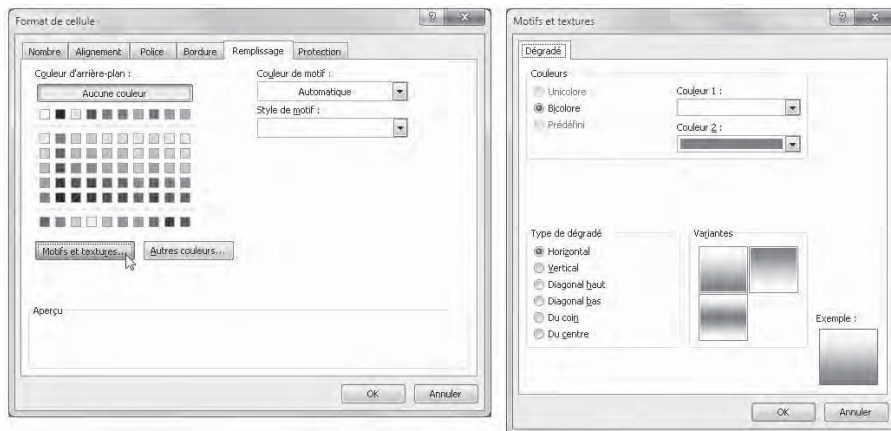 Format de cellule
Nombre Alignement Police Bordure Remplissage Protection
Couleur d'arrière-plan :
Aucune couleur
Couleur de motif :
Automatique
Style de motif :
Motifs et textures... Autres couleurs...
Aperçu
OK Annuler
Motifs et textures
Dégradé
Couleurs
Unicolore
Bicolore
Prédéfini
Couleur 1 :
Couleur 2 :
Type de dégradé
Horizontal
Vertical
Diagonal haut
Diagonal bas
Du coin
Du centre
Variantes
Exemple :
OK Annuler